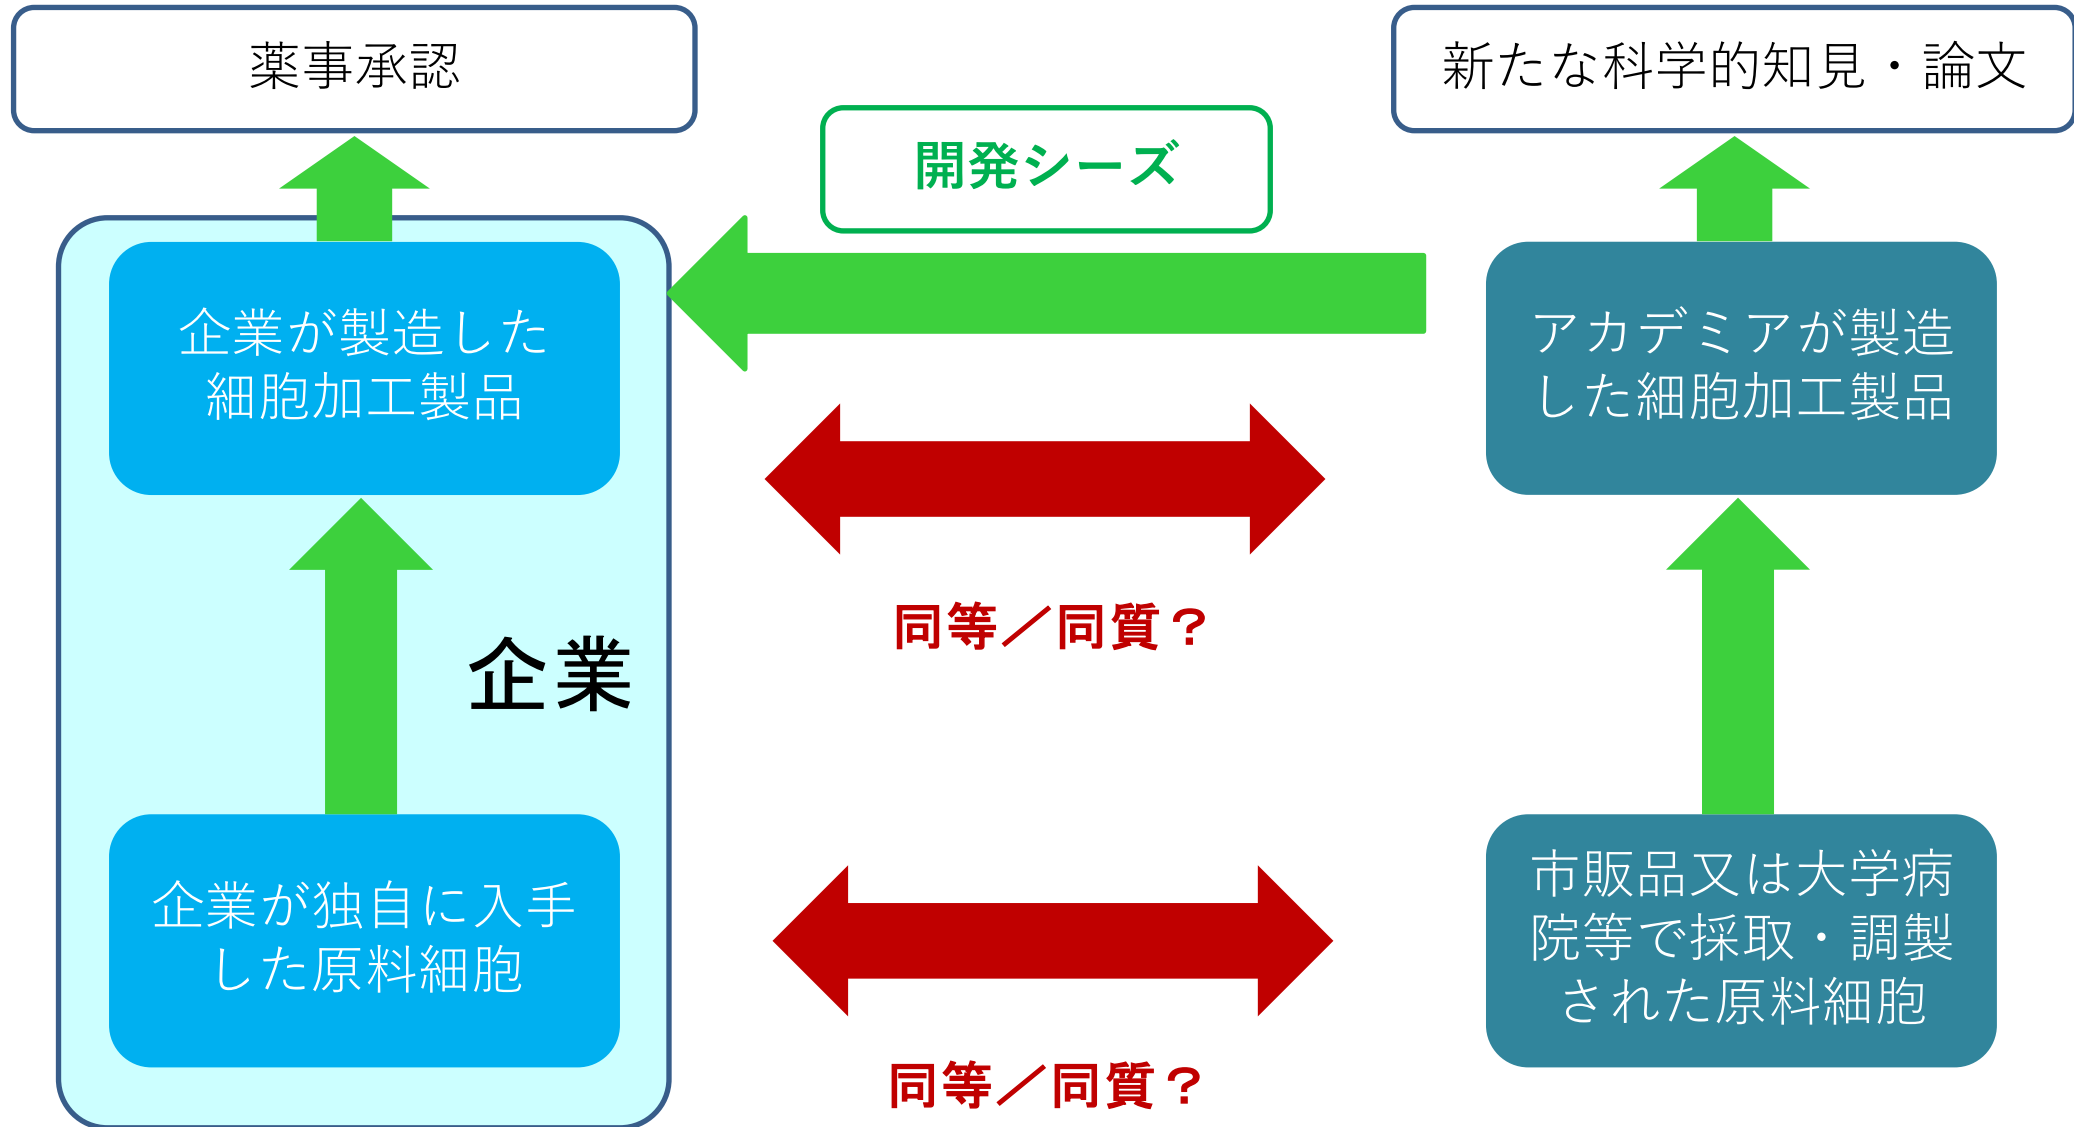 薬事承認
新たな科学的知見・論文
開発シーズ
企業が製造した
細胞加工製品
アカデミアが製造
した細胞加工製品
同等／同質？
企業
企業が独自に入手
した原料細胞
市販品又は大学病
院等で採取・調製
された原料細胞
同等／同質？